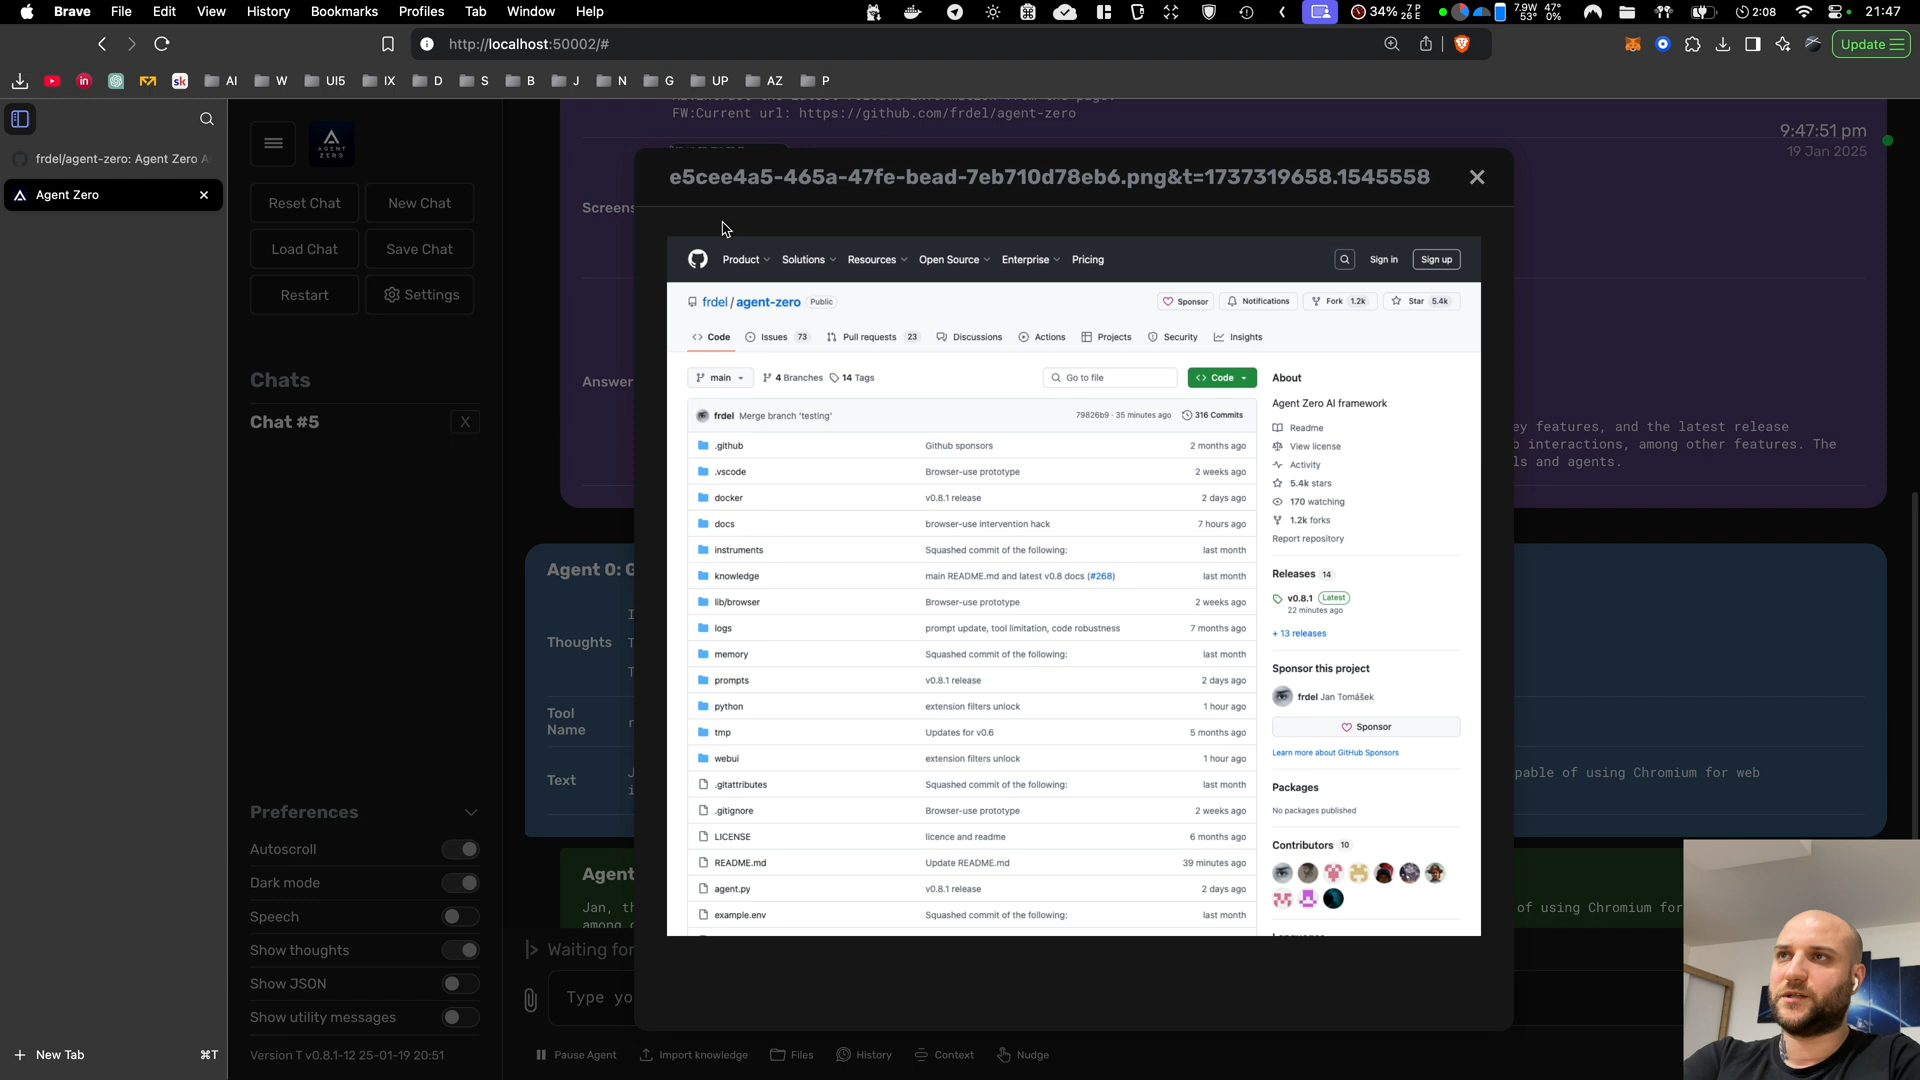 Brave File Edit View History Bookmarks Profiles Tab Window Help
34% 7 P 26 E 7.9W 53° 47° 0% 2:08 21:47
http://localhost:50002/#
Update
AI W UI5 IX D S B J N G UP AZ P
frdel/agent-zero: Agent Zero A
Agent Zero
New Tab ⌘T
AGENT ZERO
Reset Chat New Chat
Load Chat Save Chat
Restart Settings
Chats
Chat #5 X
Preferences
Autoscroll
Dark mode
Speech
Show thoughts
Show JSON
Show utility messages
Version T v0.8.1-12 25-01-19 20:51
FW:Current url: https://github.com/frdel/agent-zero
9:47:51 pm
19 Jan 2025
Screens
Answer
ey features, and the latest release
interactions, among other features. The
ls and agents.
e5cee4a5-465a-47fe-bead-7eb710d78eb6.png&t=1737319658.1545558
Product Solutions Resources Open Source Enterprise Pricing Sign in Sign up
frdel / agent-zero Public Sponsor Notifications Fork 1.2k Star 5.4k
Code Issues 73 Pull requests 23 Discussions Actions Projects Security Insights
main 4 Branches 14 Tags Go to file Code
frdel Merge branch 'testing' 79826b9 · 35 minutes ago 316 Commits
.github Github sponsors 2 months ago
.vscode Browser-use prototype 2 weeks ago
docker v0.8.1 release 2 days ago
docs browser-use intervention hack 7 hours ago
instruments Squashed commit of the following: last month
knowledge main README.md and latest v0.8 docs (#268) last month
lib/browser Browser-use prototype 2 weeks ago
logs prompt update, tool limitation, code robustness 7 months ago
memory Squashed commit of the following: last month
prompts v0.8.1 release 2 days ago
python extension filters unlock 1 hour ago
tmp Updates for v0.6 5 months ago
webui extension filters unlock 1 hour ago
.gitattributes Squashed commit of the following: last month
.gitignore Browser-use prototype 2 weeks ago
LICENSE licence and readme 6 months ago
README.md Update README.md 39 minutes ago
agent.py v0.8.1 release 2 days ago
example.env Squashed commit of the following: last month
About
Agent Zero AI framework
Readme
View license
Activity
5.4k stars
170 watching
1.2k forks
Report repository
Releases 14
v0.8.1 Latest
22 minutes ago
+ 13 releases
Sponsor this project
frdel Jan Tomášek
Sponsor
Learn more about GitHub Sponsors
Packages
No packages published
Contributors 10
Agent 0: G
Thoughts
Tool Name
Text
pable of using Chromium for web
Agent
Jan, th
of using Chromium for
Waiting for
Type yo
Pause Agent Import knowledge Files History Context Nudge